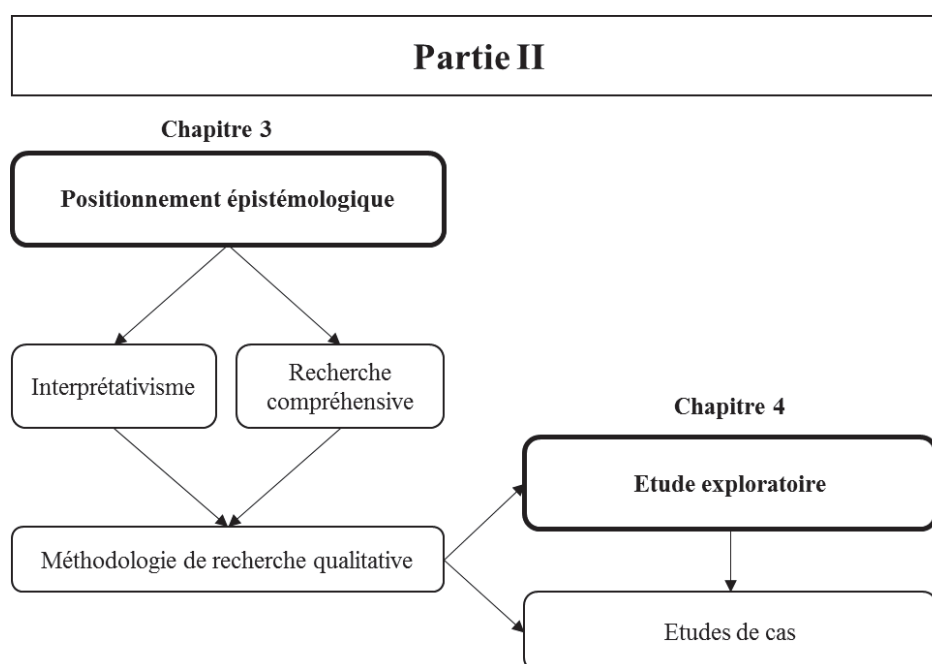 Partie II
Chapitre 3
Positionnement épistémologique
Interprétativisme
Recherche
compréhensive
Chapitre 4
Etude exploratoire
Méthodologie de recherche qualitative
Etudes de cas